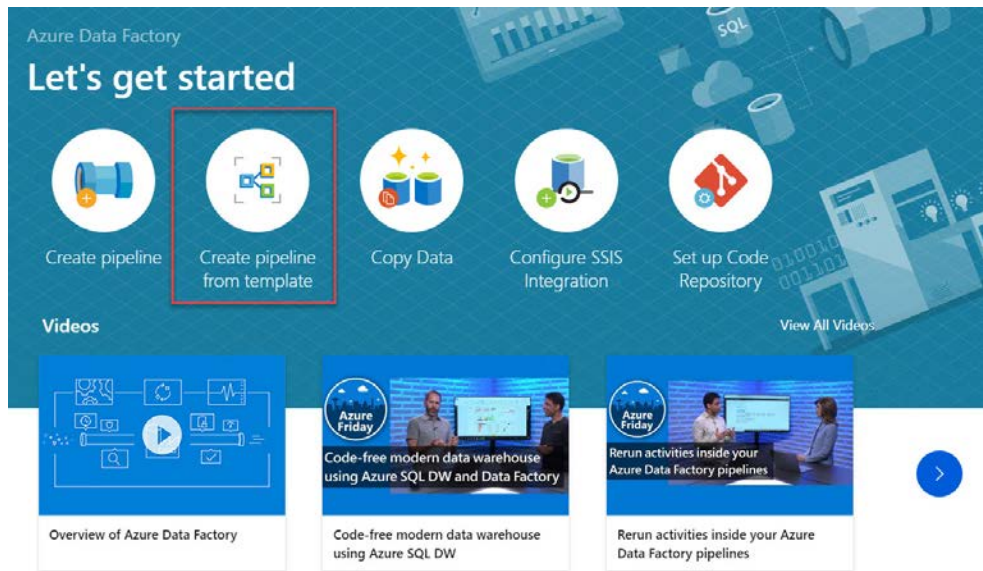 Azure Data Factory
SQL
Let's get started
Create pipeline
Create pipeline
from template
Copy Data
Configure SSIS
Integration
Set up Code
Repository
Videos
View All Videos
Azure
Friday
Code-free modern data warehouse
using Azure SQL DW and Data Factory
Azure
Friday
Rerun activities inside your
Azure Data Factory pipelines
Overview of Azure Data Factory
Code-free modern data warehouse
using Azure SQL DW
Rerun activities inside your Azure
Data Factory pipelines